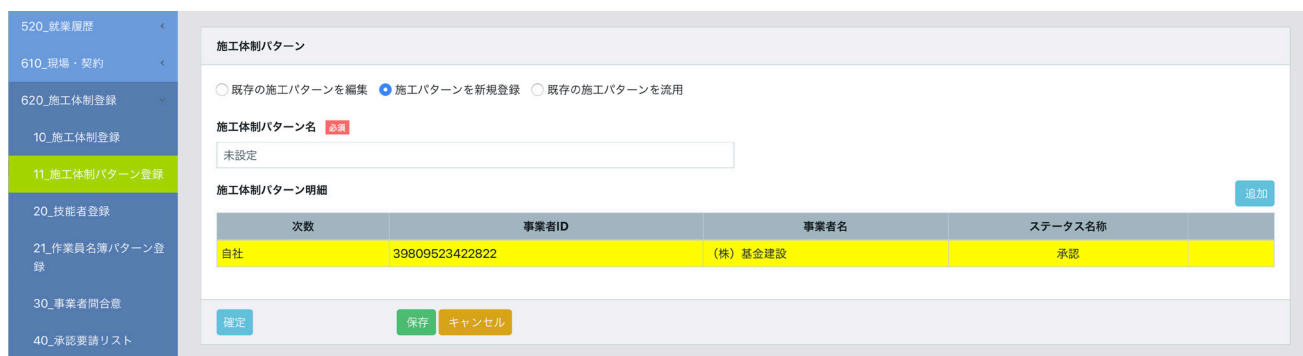 520_就業履歴
610_現場・契約
620_施工体制登録
10_施工体制登録
11_施工体制パターン登録
20_技能者登録
21_作業員名簿パターン登
録
30_事業者間合意
40_承認要請リスト
施工体制パターン
既存の施工パターンを編集 施工パターンを新規登録 既存の施工パターンを流用
施工体制パターン名 必須
未設定
施工体制パターン明細 追加
次数 事業者ID 事業者名 ステータス名称
自社 39809523422822 （株）基金建設 承認
確定 保存 キャンセル